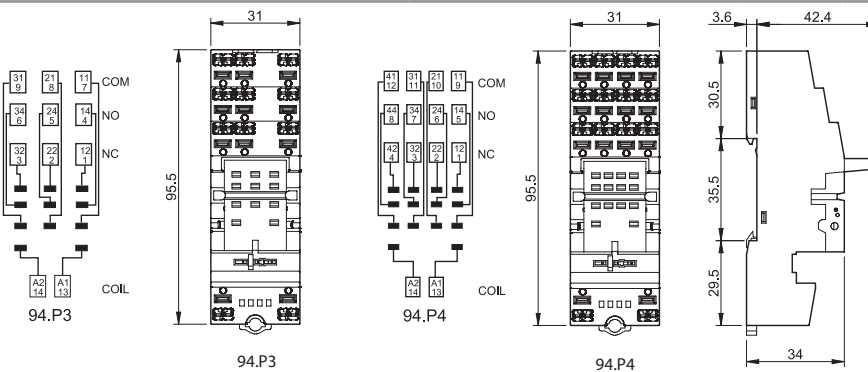 31
95.5
31 21 11 COM
9 8 7
34 24 14 NO
6 5 4
32 22 12 NC
3 2 1
A2 A1 COIL
14 13
94.P3
94.P3
31
95.5
41 31 21 11 COM
12 11 10 9
44 34 24 14 NO
8 7 6 5
42 32 22 12 NC
4 3 2 1
A2 A1 COIL
14 13
94.P4
94.P4
3.6 42.4
30.5
35.5
29.5
34